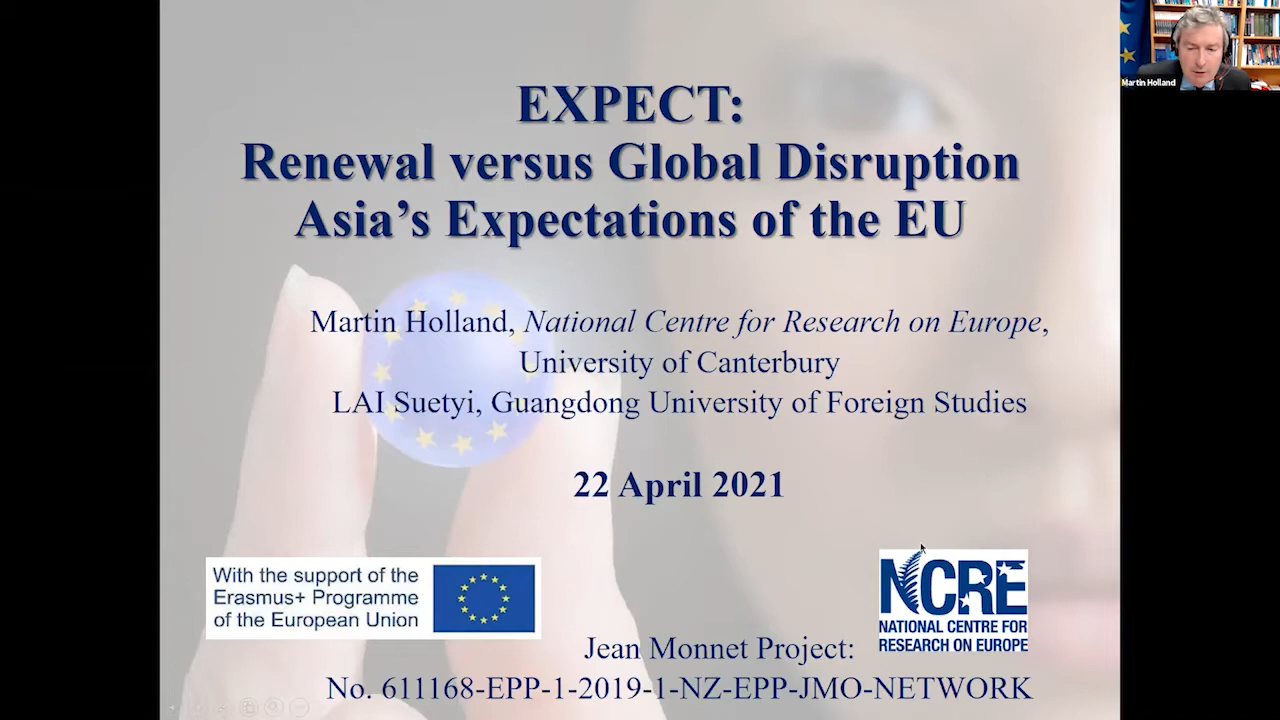 Martin Holland
EXPECT:
Renewal versus Global Disruption
Asia’s Expectations of the EU
Martin Holland, National Centre for Research on Europe,
University of Canterbury
LAI Suetyi, Guangdong University of Foreign Studies
22 April 2021
With the support of the
Erasmus+ Programme
of the European Union
NCRE
NATIONAL CENTRE FOR
RESEARCH ON EUROPE
Jean Monnet Project:
No. 611168-EPP-1-2019-1-NZ-EPP-JMO-NETWORK